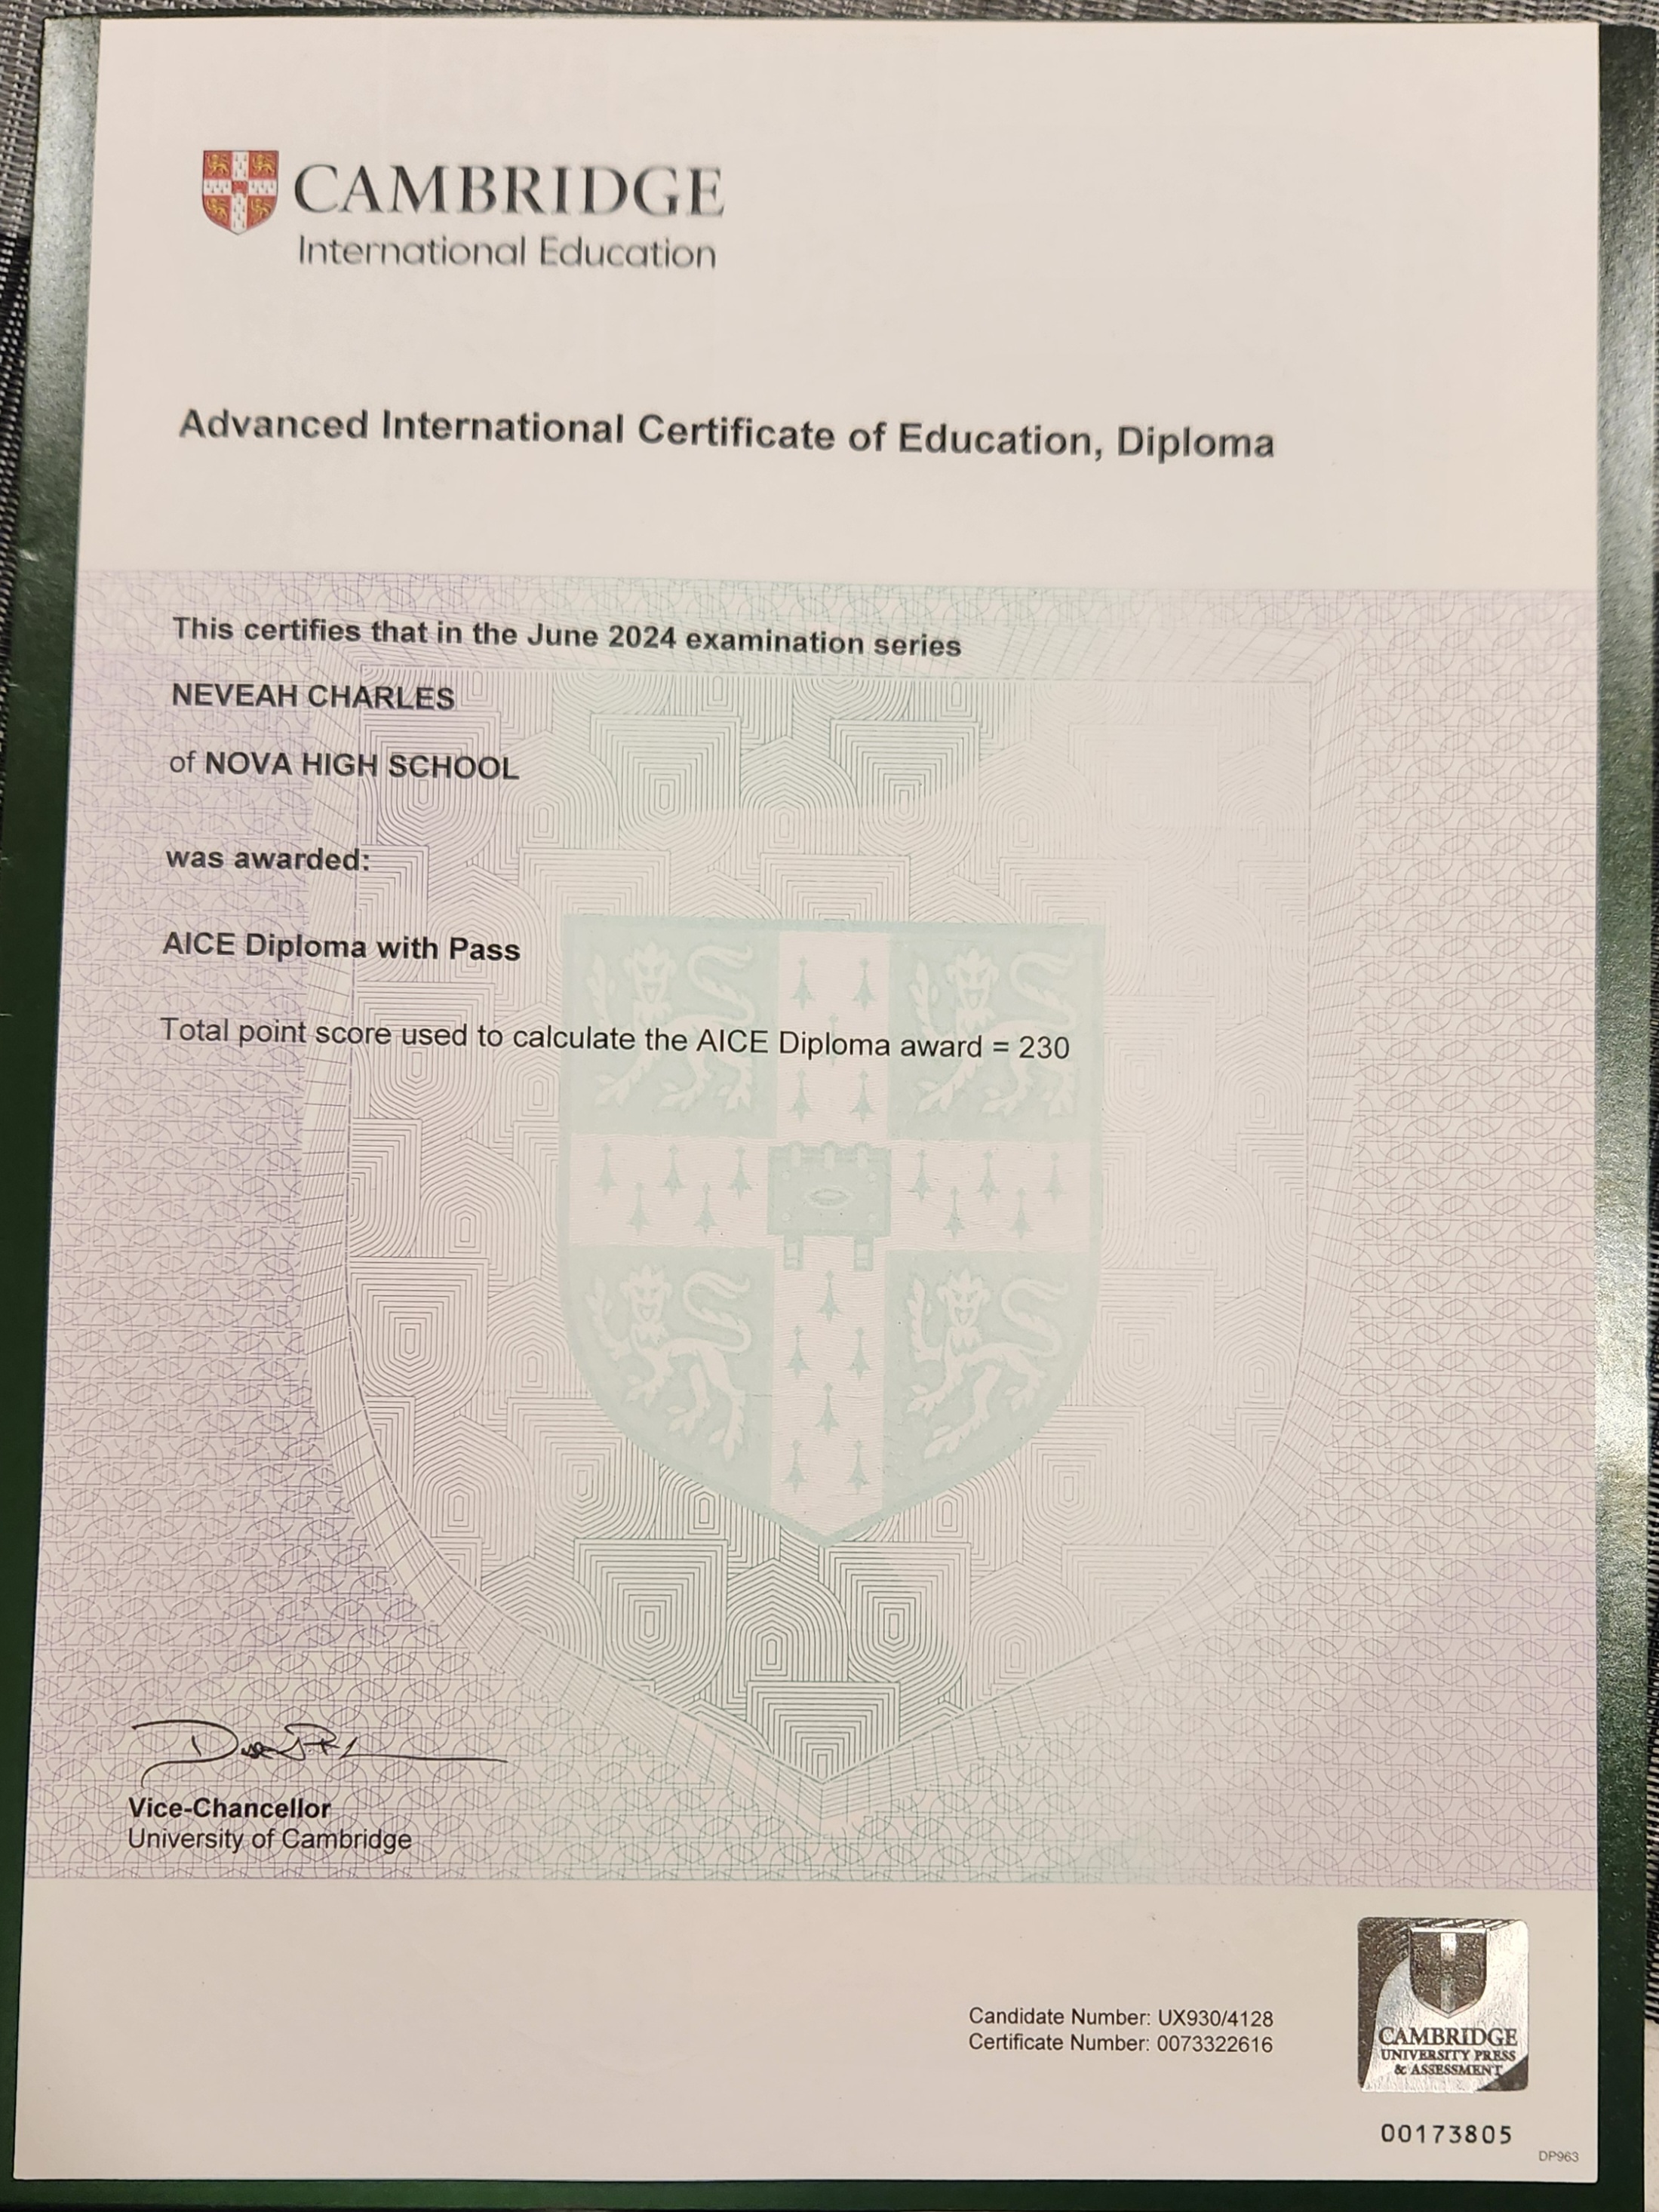 CAMBRIDGE
International Education
Advanced International Certificate of Education, Diploma
This certifies that in the June 2024 examination series
NEVEAH CHARLES
of NOVA HIGH SCHOOL
was awarded:
AICE Diploma with Pass
Total point score used to calculate the AICE Diploma award = 230
Vice-Chancellor
University of Cambridge
Candidate Number: UX930/4128
Certificate Number: 0073322616
CAMBRIDGE
UNIVERSITY PRESS
& ASSESSMENT
00173805
DP963